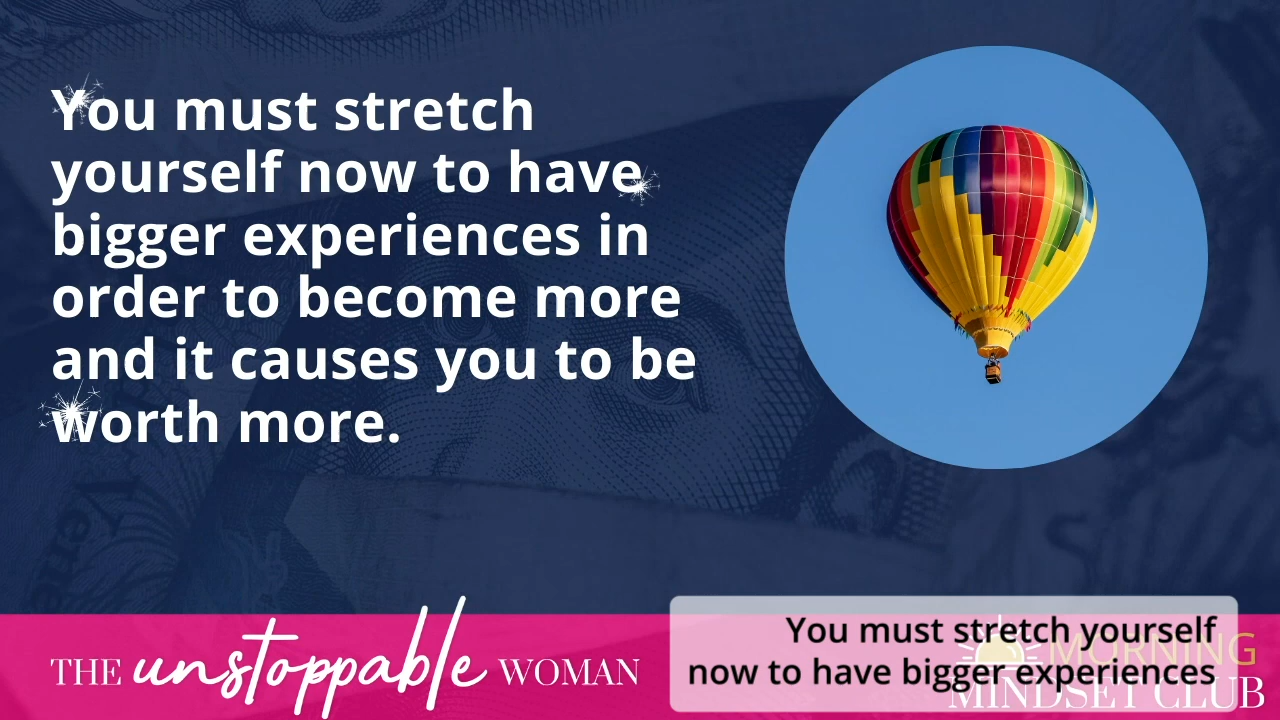 You must stretch
yourself now to have
bigger experiences in
order to become more
and it causes you to be
worth more.
THE unstoppable WOMAN
You must stretch yourself
now to have bigger experiences
MORNING
MINDSET CLUB